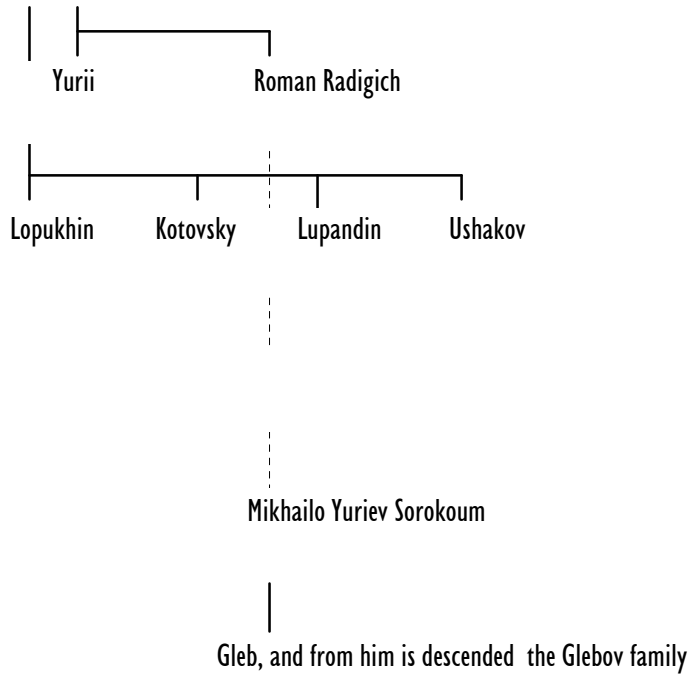 Yurii Roman Radigich
Lopukhin Kotovsky Lupandin Ushakov
Mikhailo Yuriev Sorokoum
Gleb, and from him is descended the Glebov family